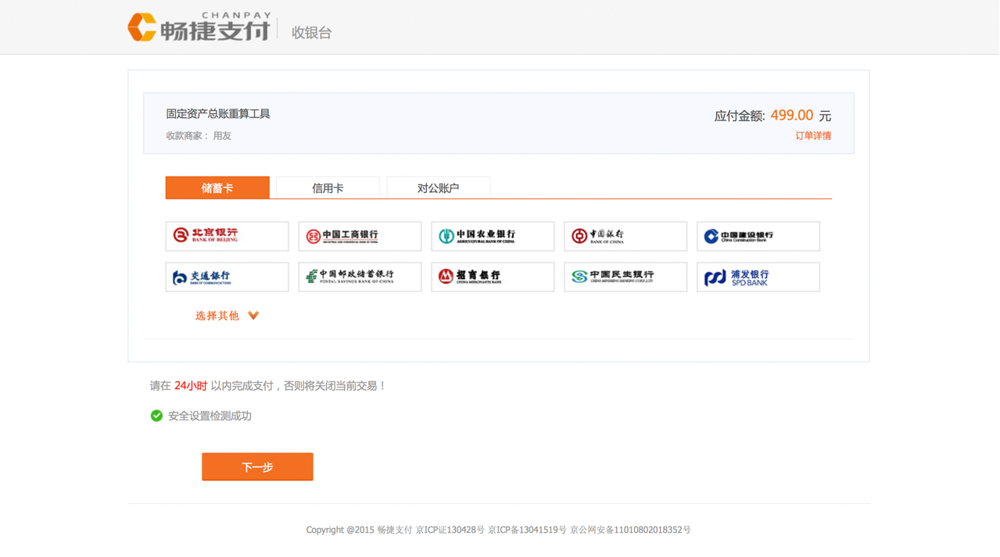 CHANPAY
畅捷支付 收银台
固定资产总账重算工具
应付金额: 499.00 元
收款商家： 用友
订单详情
储蓄卡 信用卡 对公账户
北京银行 中国工商银行 中国农业银行 中国银行 中国建设银行
BANK OF BEIJING INDUSTRIAL AND COMMERCIAL BANK OF CHINA AGRICULTURAL BANK OF CHINA BANK OF CHINA China Construction Bank
交通银行 中国邮政储蓄银行 招商银行 中国民生银行 浦发银行
BANK OF COMMUNICATIONS POSTAL SAVINGS BANK OF CHINA CHINA MERCHANTS BANK CHINA MINSHENG BANKING CORP.,LTD SPD BANK
选择其他
请在 24小时 以内完成支付，否则将关闭当前交易！
安全设置检测成功
下一步
Copyright @2015 畅捷支付 京ICP证130428号 京ICP备13041519号 京公网安备11010802018352号